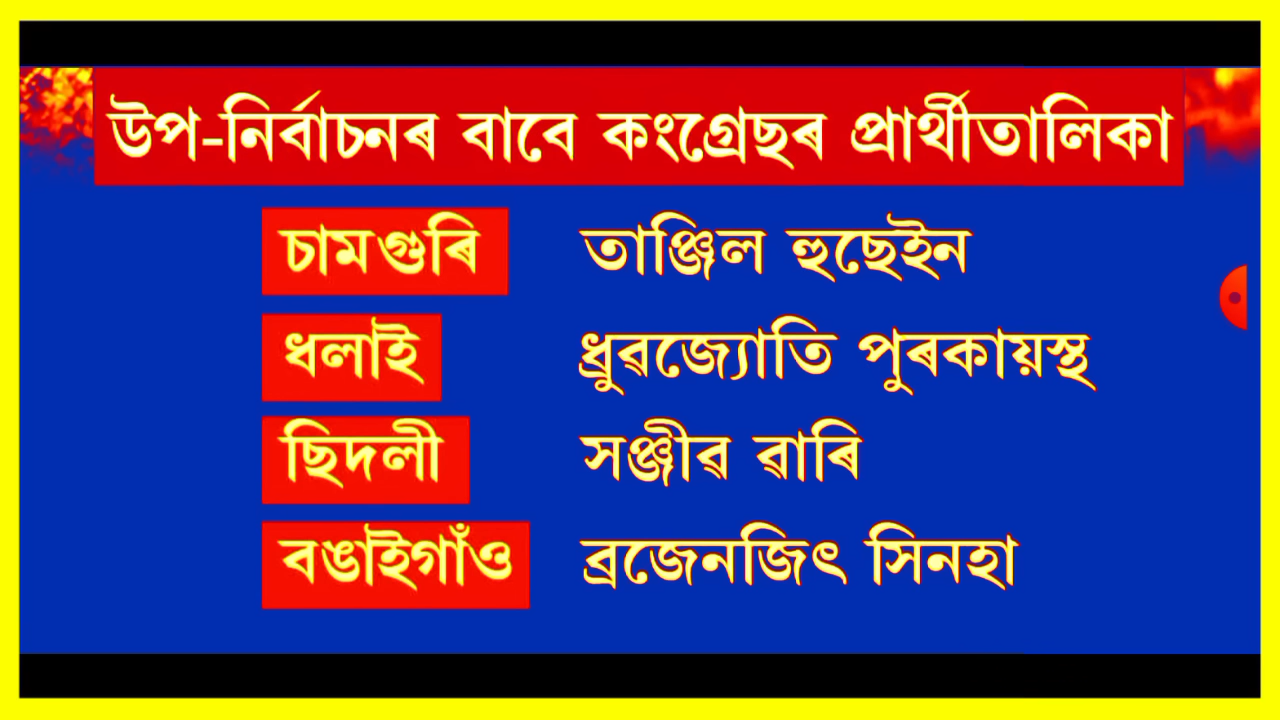 উপ-নিৰ্বাচনৰ বাবে কংগ্ৰেছৰ প্ৰাৰ্থীতালিকা
চামগুৰি তাঞ্জিল হুছেইন
ধলাই ধ্ৰুৱজ্যোতি পুৰকায়স্থ
ছিদলী সঞ্জীৱ ৱাৰি
বঙাইগাঁও ব্ৰজেনজিৎ সিনহা